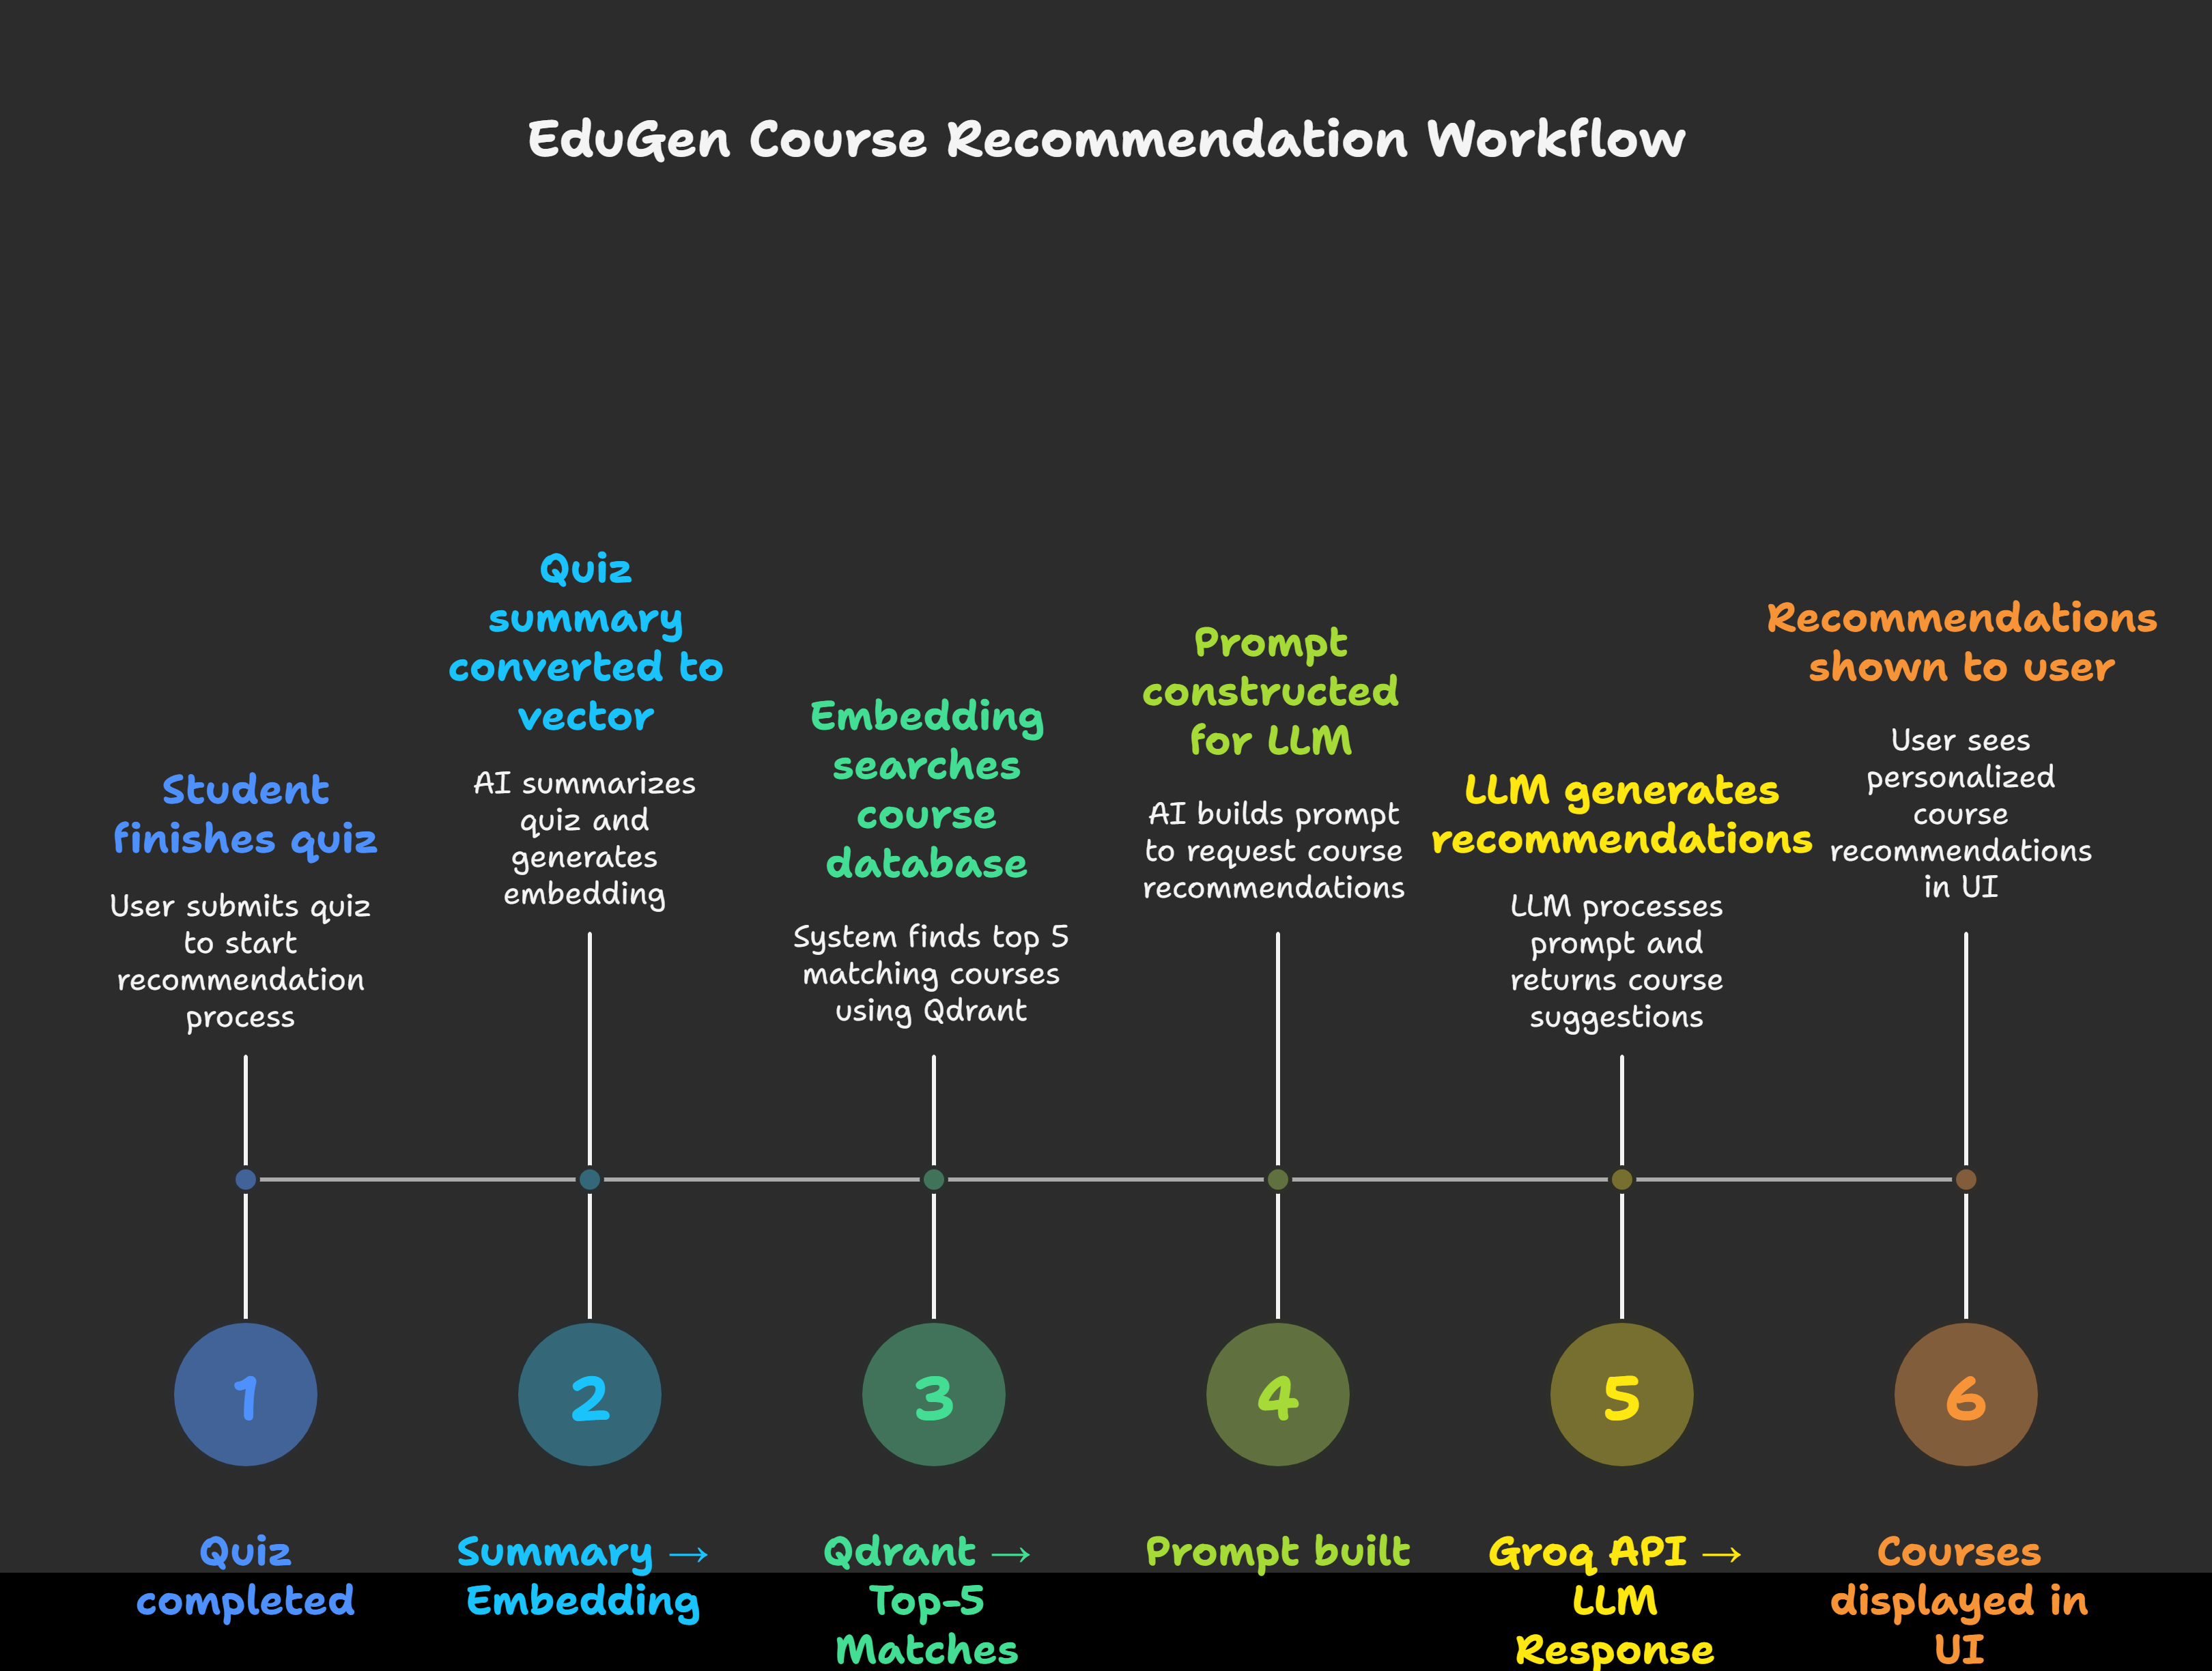 EduGen Course Recommendation Workflow
Student
finishes quiz
User submits quiz
to start
recommendation
process
Quiz
summary
converted to
vector
AI summarizes
quiz and
generates
embedding
Embedding
searches
course
database
System finds top 5
matching courses
using Qdrant
Prompt
constructed
for LLM
AI builds prompt
to request course
recommendations
LLM generates
recommendations
LLM processes
prompt and
returns course
suggestions
Recommendations
shown to user
User sees
personalized
course
recommendations
in UI
1
2
3
4
5
6
Quiz
completed
Summary →
Embedding
Qdrant →
Top-5
Matches
Prompt built
Groq API →
LLM
Response
Courses
displayed in
UI